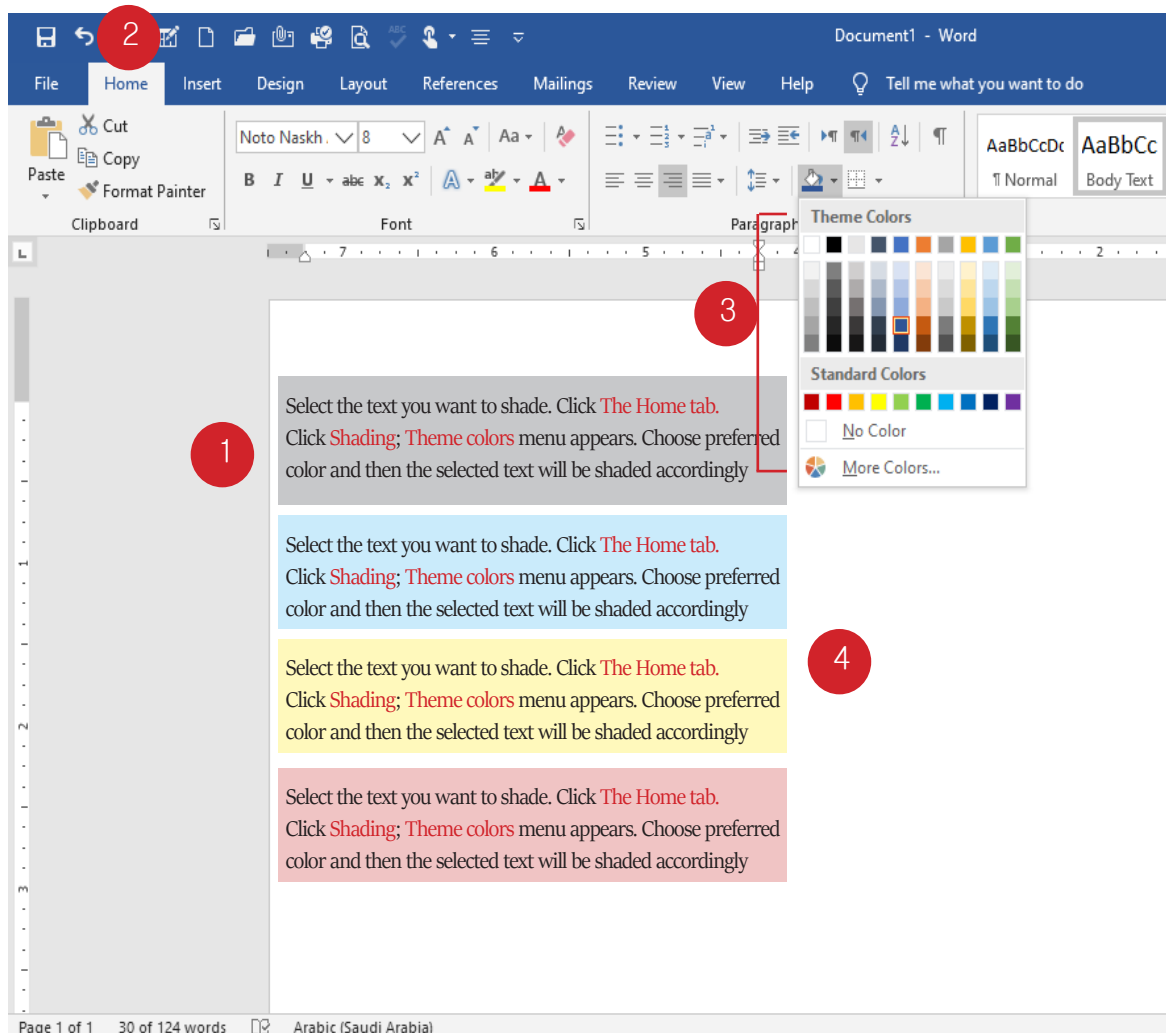 2
ABC
Document1 - Word
File Home Insert Design Layout References Mailings Review View Help Tell me what you want to do
Paste
Cut
Copy
Format Painter
Clipboard
Noto Naskh. 8 A A Aa
B I U abc X₂ X² A aby A
Font
A Z ¶
Paragraph
AaBbCcDc AaBbCc
¶ Normal Body Text
L
7 6 5 4 2
Theme Colors
Standard Colors
No Color
More Colors...
3
1
Select the text you want to shade. Click The Home tab.
Click Shading; Theme colors menu appears. Choose preferred
color and then the selected text will be shaded accordingly
Select the text you want to shade. Click The Home tab.
Click Shading; Theme colors menu appears. Choose preferred
color and then the selected text will be shaded accordingly
4
Select the text you want to shade. Click The Home tab.
Click Shading; Theme colors menu appears. Choose preferred
color and then the selected text will be shaded accordingly
Select the text you want to shade. Click The Home tab.
Click Shading; Theme colors menu appears. Choose preferred
color and then the selected text will be shaded accordingly
1
2
3
Page 1 of 1 30 of 124 words Arabic (Saudi Arabia)